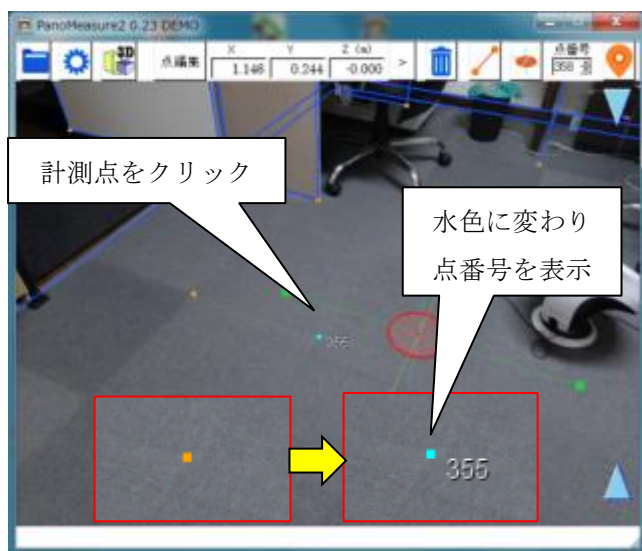 PanoMeasure2 0.23 DEMO
3D
点編集
X Y Z (m)
1.146 0.244 -0.000 >
点番号
358
計測点をクリック
水色に変わり
点番号を表示
355
355